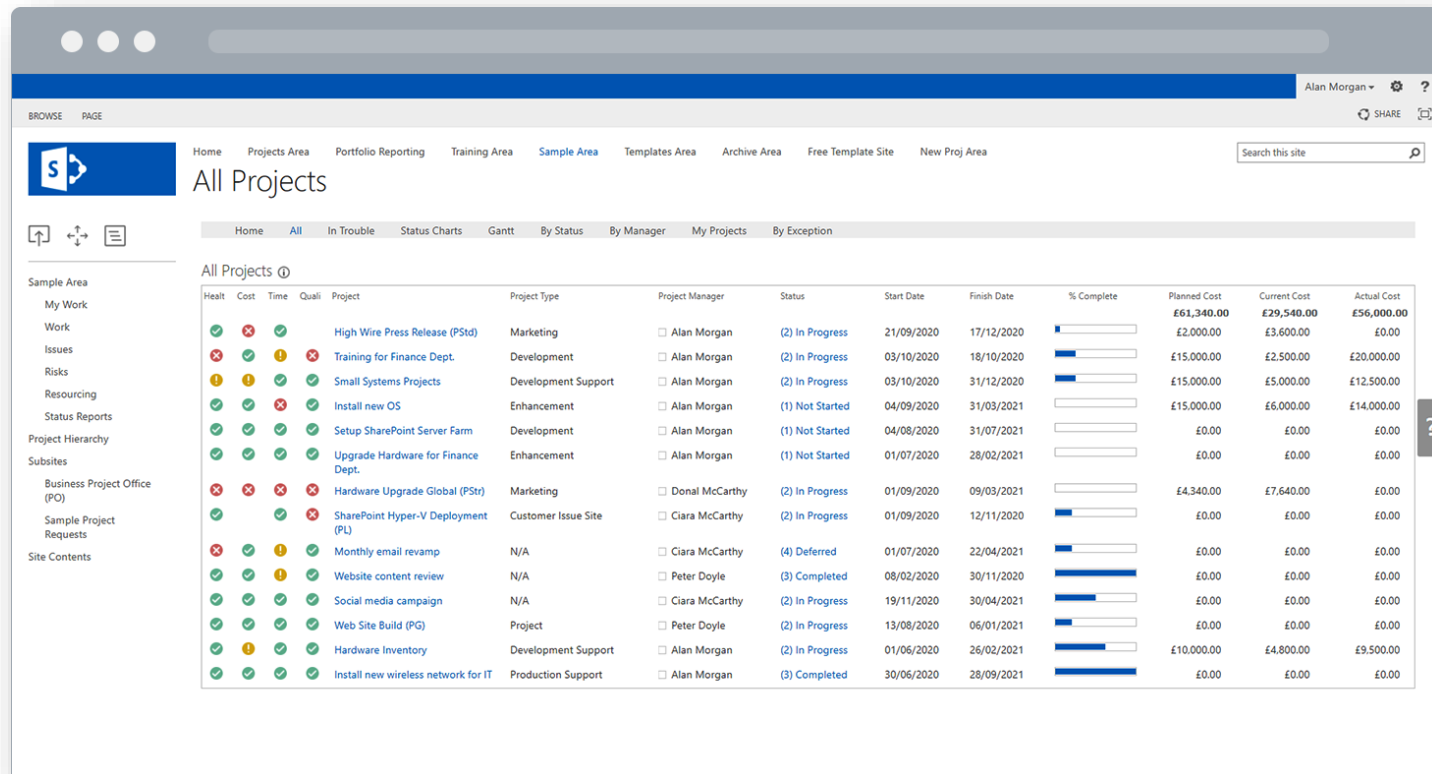 Alan Morgan
?
BROWSE PAGE
SHARE
S
Home Projects Area Portfolio Reporting Training Area Sample Area Templates Area Archive Area Free Template Site New Proj Area
Search this site
All Projects
Home All In Trouble Status Charts Gantt By Status By Manager My Projects By Exception
Sample Area
My Work
Work
Issues
Risks
Resourcing
Status Reports
Project Hierarchy
Subsites
Business Project Office
(PO)
Sample Project
Requests
Site Contents
All Projects
Healt Cost Time Quali Project Project Type Project Manager Status Start Date Finish Date % Complete Planned Cost Current Cost Actual Cost
£61,340.00 £29,540.00 £56,000.00
High Wire Press Release (PStd) Marketing Alan Morgan (2) In Progress 21/09/2020 17/12/2020 £2,000.00 £3,600.00 £0.00
Training for Finance Dept. Development Alan Morgan (2) In Progress 03/10/2020 18/10/2020 £15,000.00 £2,500.00 £20,000.00
Small Systems Projects Development Support Alan Morgan (2) In Progress 03/10/2020 31/12/2020 £15,000.00 £5,000.00 £12,500.00
Install new OS Enhancement Alan Morgan (1) Not Started 04/09/2020 31/03/2021 £15,000.00 £6,000.00 £14,000.00
Setup SharePoint Server Farm Development Alan Morgan (1) Not Started 04/08/2020 31/07/2021 £0.00 £0.00 £0.00
Upgrade Hardware for Finance Enhancement Alan Morgan (1) Not Started 01/07/2020 28/02/2021 £0.00 £0.00 £0.00
Dept.
Hardware Upgrade Global (PStr) Marketing Donal McCarthy (2) In Progress 01/09/2020 09/03/2021 £4,340.00 £7,640.00 £0.00
SharePoint Hyper-V Deployment Customer Issue Site Ciara McCarthy (2) In Progress 01/09/2020 12/11/2020 £0.00 £0.00 £0.00
(PL)
Monthly email revamp N/A Ciara McCarthy (4) Deferred 01/07/2020 22/04/2021 £0.00 £0.00 £0.00
Website content review N/A Peter Doyle (3) Completed 08/02/2020 30/11/2020 £0.00 £0.00 £0.00
Social media campaign N/A Ciara McCarthy (2) In Progress 19/11/2020 30/04/2021 £0.00 £0.00 £0.00
Web Site Build (PG) Project Peter Doyle (2) In Progress 13/08/2020 06/01/2021 £0.00 £0.00 £0.00
Hardware Inventory Development Support Alan Morgan (2) In Progress 01/06/2020 26/02/2021 £10,000.00 £4,800.00 £9,500.00
Install new wireless network for IT Production Support Alan Morgan (3) Completed 30/06/2020 28/09/2021 £0.00 £0.00 £0.00
?